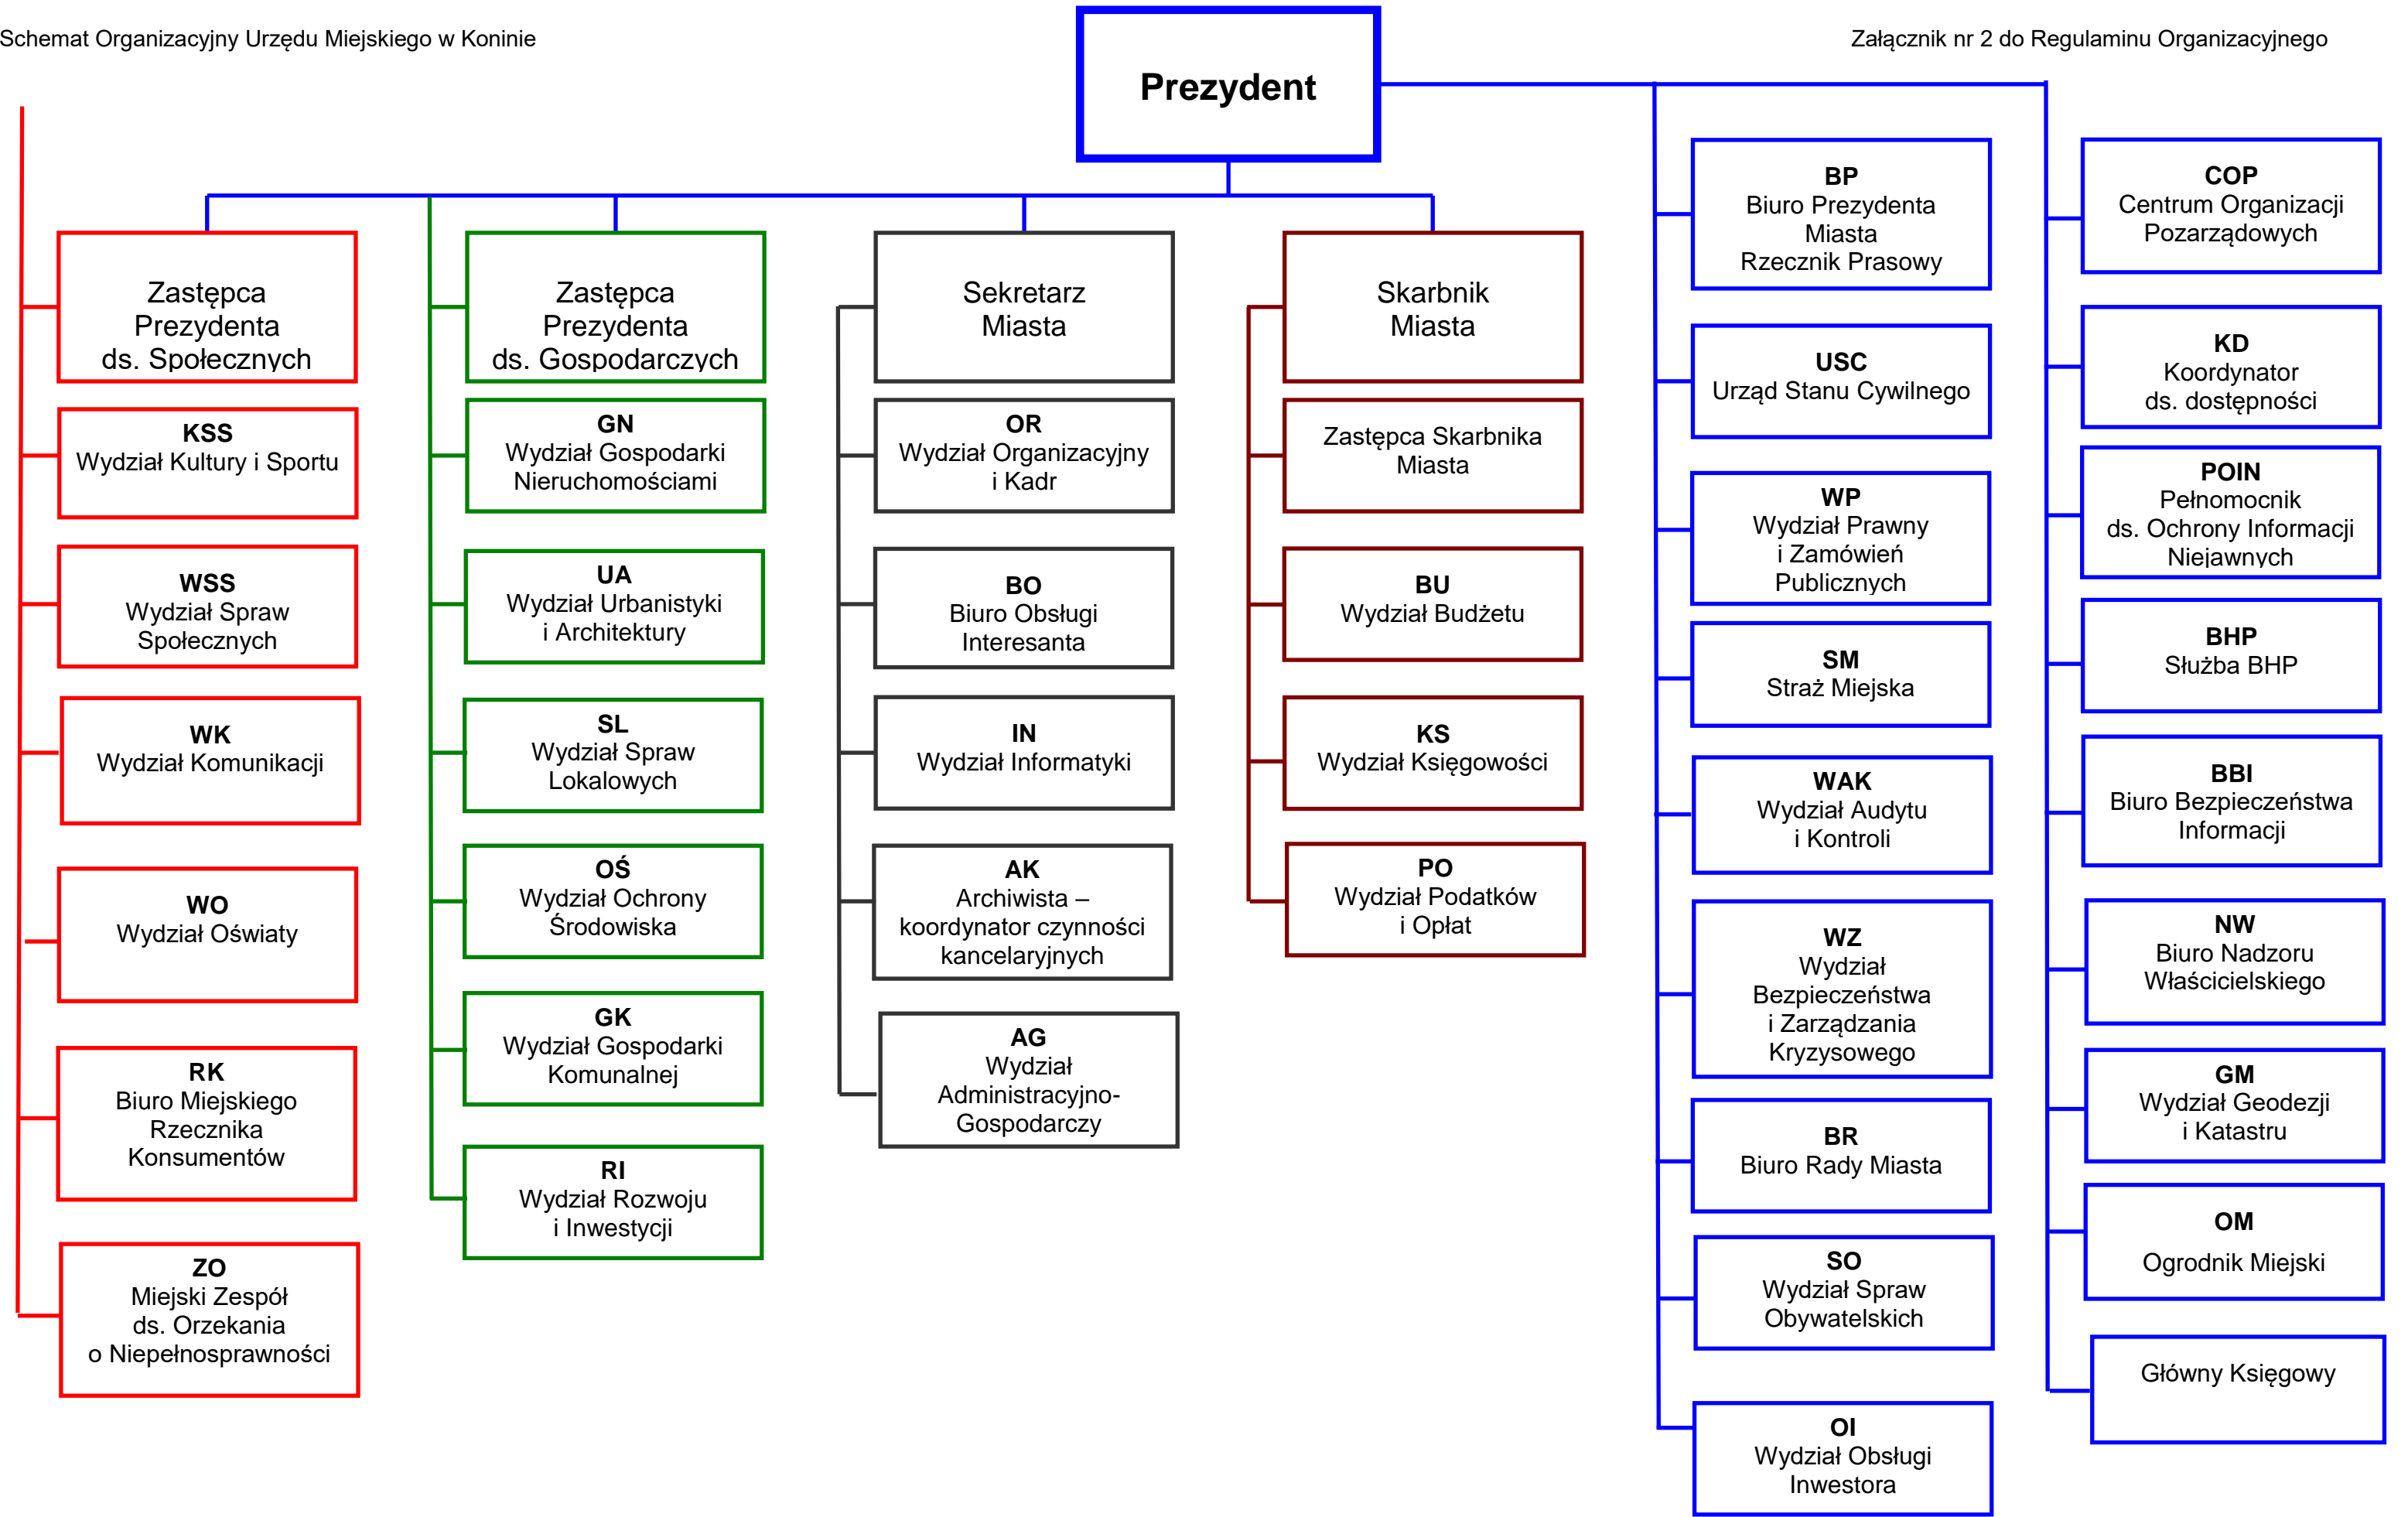 Schemat Organizacyjny Urzędu Miejskiego w Koninie
Załącznik nr 2 do Regulaminu Organizacyjnego
Prezydent
Zastępca
Prezydenta
ds. Społecznych
KSS
Wydział Kultury i Sportu
WSS
Wydział Spraw
Społecznych
WK
Wydział Komunikacji
WO
Wydział Oświaty
RK
Biuro Miejskiego
Rzecznika
Konsumentów
ZO
Miejski Zespół
ds. Orzekania
o Niepełnosprawności
Zastępca
Prezydenta
ds. Gospodarczych
GN
Wydział Gospodarki
Nieruchomościami
UA
Wydział Urbanistyki
i Architektury
SL
Wydział Spraw
Lokalowych
OŚ
Wydział Ochrony
Środowiska
GK
Wydział Gospodarki
Komunalnej
RI
Wydział Rozwoju
i Inwestycji
Sekretarz
Miasta
OR
Wydział Organizacyjny
i Kadr
BO
Biuro Obsługi
Interesanta
IN
Wydział Informatyki
AK
Archiwista –
koordynator czynności
kancelaryjnych
AG
Wydział
Administracyjno-
Gospodarczy
Skarbnik
Miasta
Zastępca Skarbnika
Miasta
BU
Wydział Budżetu
KS
Wydział Księgowości
PO
Wydział Podatków
i Opłat
BP
Biuro Prezydenta
Miasta
Rzecznik Prasowy
USC
Urząd Stanu Cywilnego
WP
Wydział Prawny
i Zamówień
Publicznych
SM
Straż Miejska
WAK
Wydział Audytu
i Kontroli
WZ
Wydział
Bezpieczeństwa
i Zarządzania
Kryzysowego
BR
Biuro Rady Miasta
SO
Wydział Spraw
Obywatelskich
OI
Wydział Obsługi
Inwestora
COP
Centrum Organizacji
Pozarządowych
KD
Koordynator
ds. dostępności
POIN
Pełnomocnik
ds. Ochrony Informacji
Niejawnych
BHP
Służba BHP
BBI
Biuro Bezpieczeństwa
Informacji
NW
Biuro Nadzoru
Właścicielskiego
GM
Wydział Geodezji
i Katastru
OM
Ogrodnik Miejski
Główny Księgowy